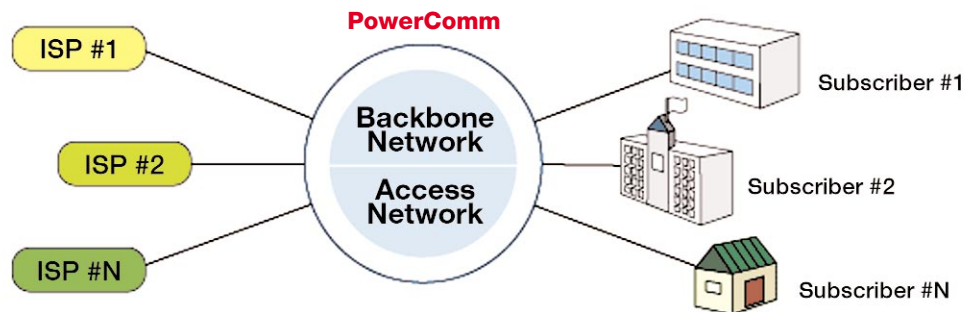 PowerComm
ISP #1
ISP #2
ISP #N
Backbone
Network
Access
Network
Subscriber #1
Subscriber #2
Subscriber #N